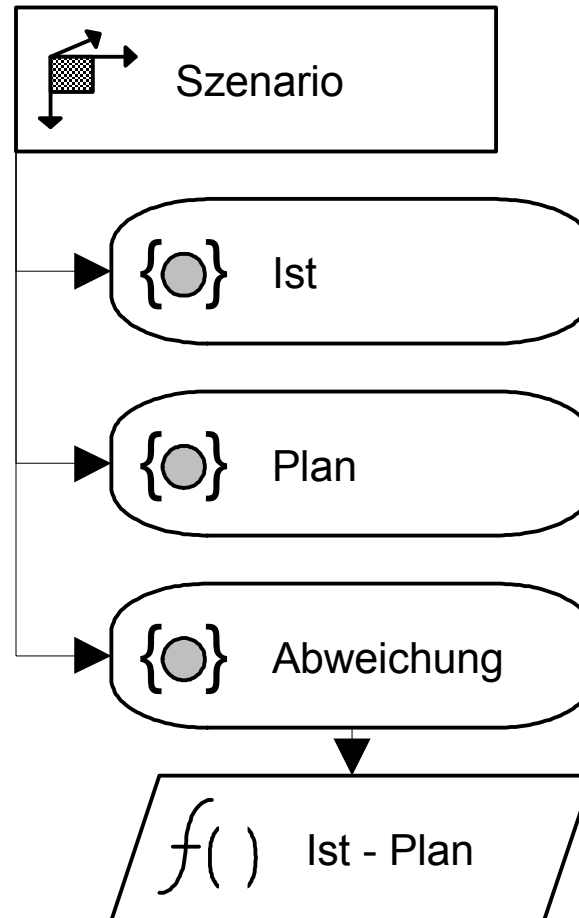 Szenario
{ } Ist
{ } Plan
{ } Abweichung
f( ) Ist - Plan